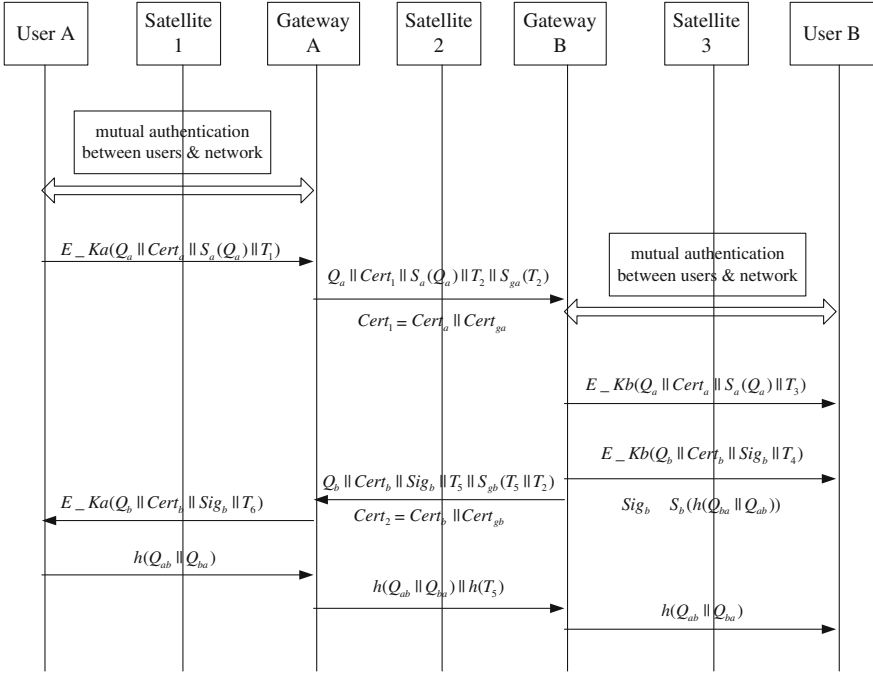 User A
Satellite
1
Gateway
A
Satellite
2
Gateway
B
Satellite
3
User B
mutual authentication
between users & network
E_Ka(Q_a || Cert_a || S_a(Q_a) || T_1)
mutual authentication
between users & network
Q_a || Cert_1 || S_a(Q_a) || T_2 || S_ga(T_2)
Cert_1 = Cert_a || Cert_ga
E_Kb(Q_a || Cert_a || S_a(Q_a) || T_3)
E_Kb(Q_b || Cert_b || Sig_b || T_4)
Q_b || Cert_b || Sig_b || T_5 || S_gb(T_5 || T_2)
E_Ka(Q_b || Cert_b || Sig_b || T_6)
Cert_2 = Cert_b || Cert_gb
Sig_b S_b(h(Q_ba || Q_ab))
h(Q_ab || Q_ba)
h(Q_ab || Q_ba) || h(T_5)
h(Q_ab || Q_ba)